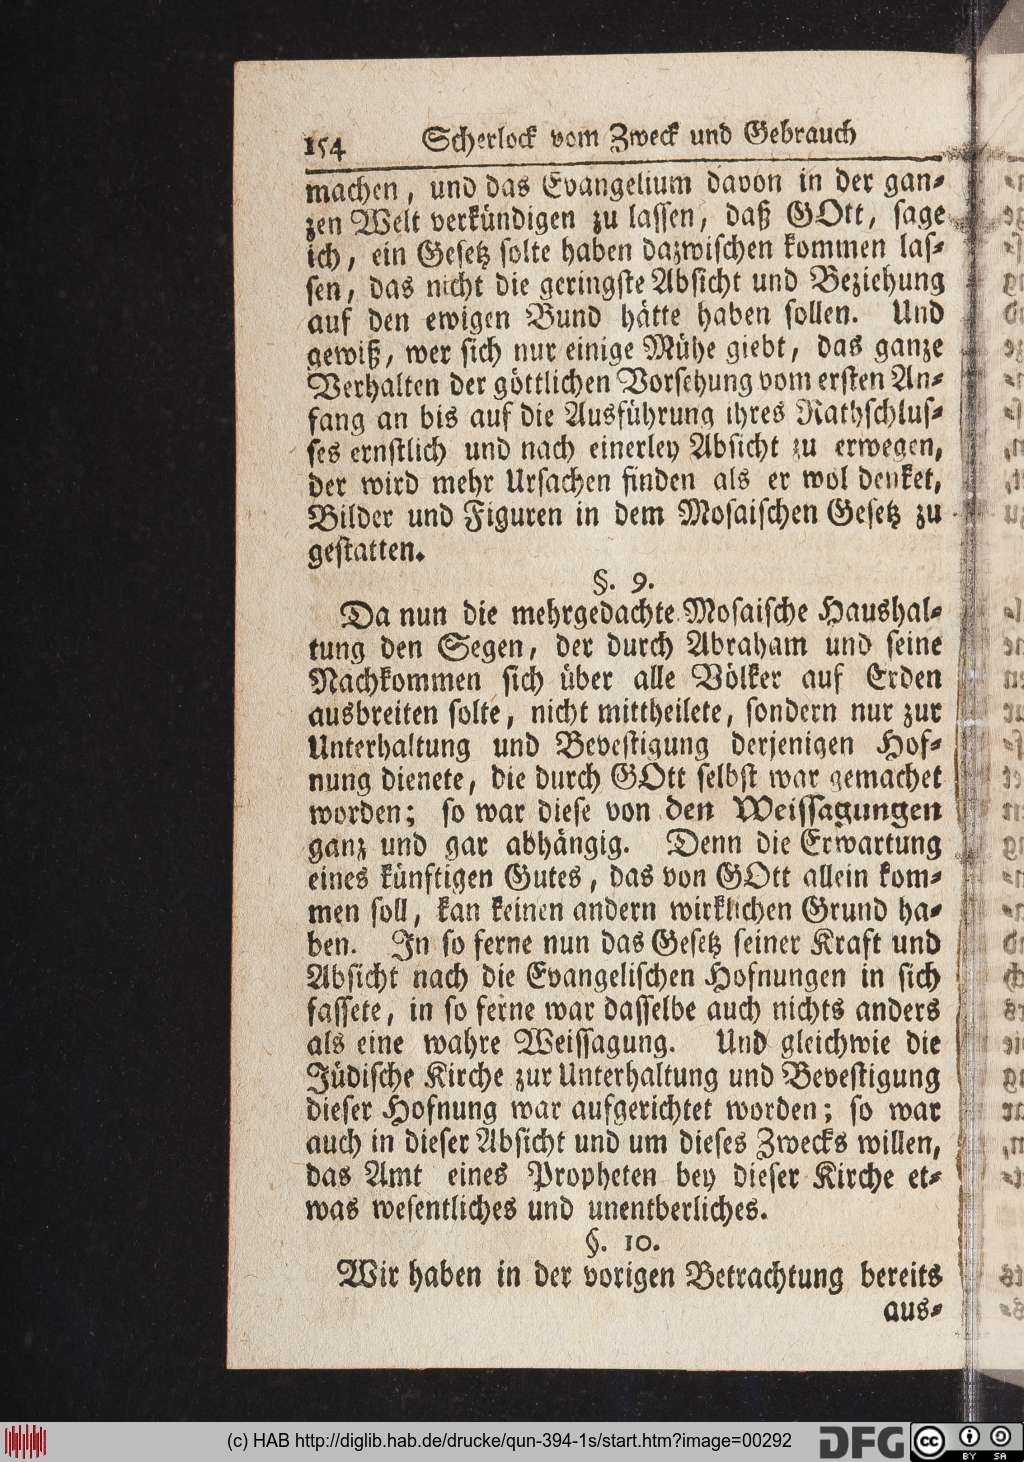 154 Scherlock vom Zweck und Gebrauch
machen, und das Evangelium davon in der gan-
zen Welt verkündigen zu lassen, daß GOtt, sage
ich, ein Gesetz solte haben dazwischen kommen las-
sen, das nicht die geringste Absicht und Beziehung
auf den ewigen Bund hätte haben sollen. Und
gewiß, wer sich nur einige Mühe giebt, das ganze
Verhalten der göttlichen Vorsehung vom ersten An-
fang an bis auf die Ausführung ihres Rathschlus-
ses ernstlich und nach einerley Absicht zu erwegen,
der wird mehr Ursachen finden als er wol denket,
Bilder und Figuren in dem Mosaischen Gesetz zu
gestatten.
§. 9.
Da nun die mehrgedachte Mosaische Haushal-
tung den Segen, der durch Abraham und seine
Nachkommen sich über alle Völker auf Erden
ausbreiten solte, nicht mittheilete, sondern nur zur
Unterhaltung und Bevestigung derjenigen Hof-
nung dienete, die durch GOtt selbst war gemachet
worden; so war diese von den Weissagungen
ganz und gar abhängig. Denn die Erwartung
eines künftigen Gutes, das von GOtt allein kom-
men soll, kan keinen andern wirklichen Grund ha-
ben. In so ferne nun das Gesetz seiner Kraft und
Absicht nach die Evangelischen Hofnungen in sich
fassete, in so ferne war dasselbe auch nichts anders
als eine wahre Weissagung. Und gleichwie die
Jüdische Kirche zur Unterhaltung und Bevestigung
dieser Hofnung war aufgerichtet worden; so war
auch in dieser Absicht und um dieses Zwecks willen,
das Amt eines Propheten bey dieser Kirche et-
was wesentliches und unentberliches.
§. 10.
Wir haben in der vorigen Betrachtung bereits
aus-
(c) HAB http://diglib.hab.de/drucke/qun-394-1s/start.htm?image=00292
DFG
cc BY SA